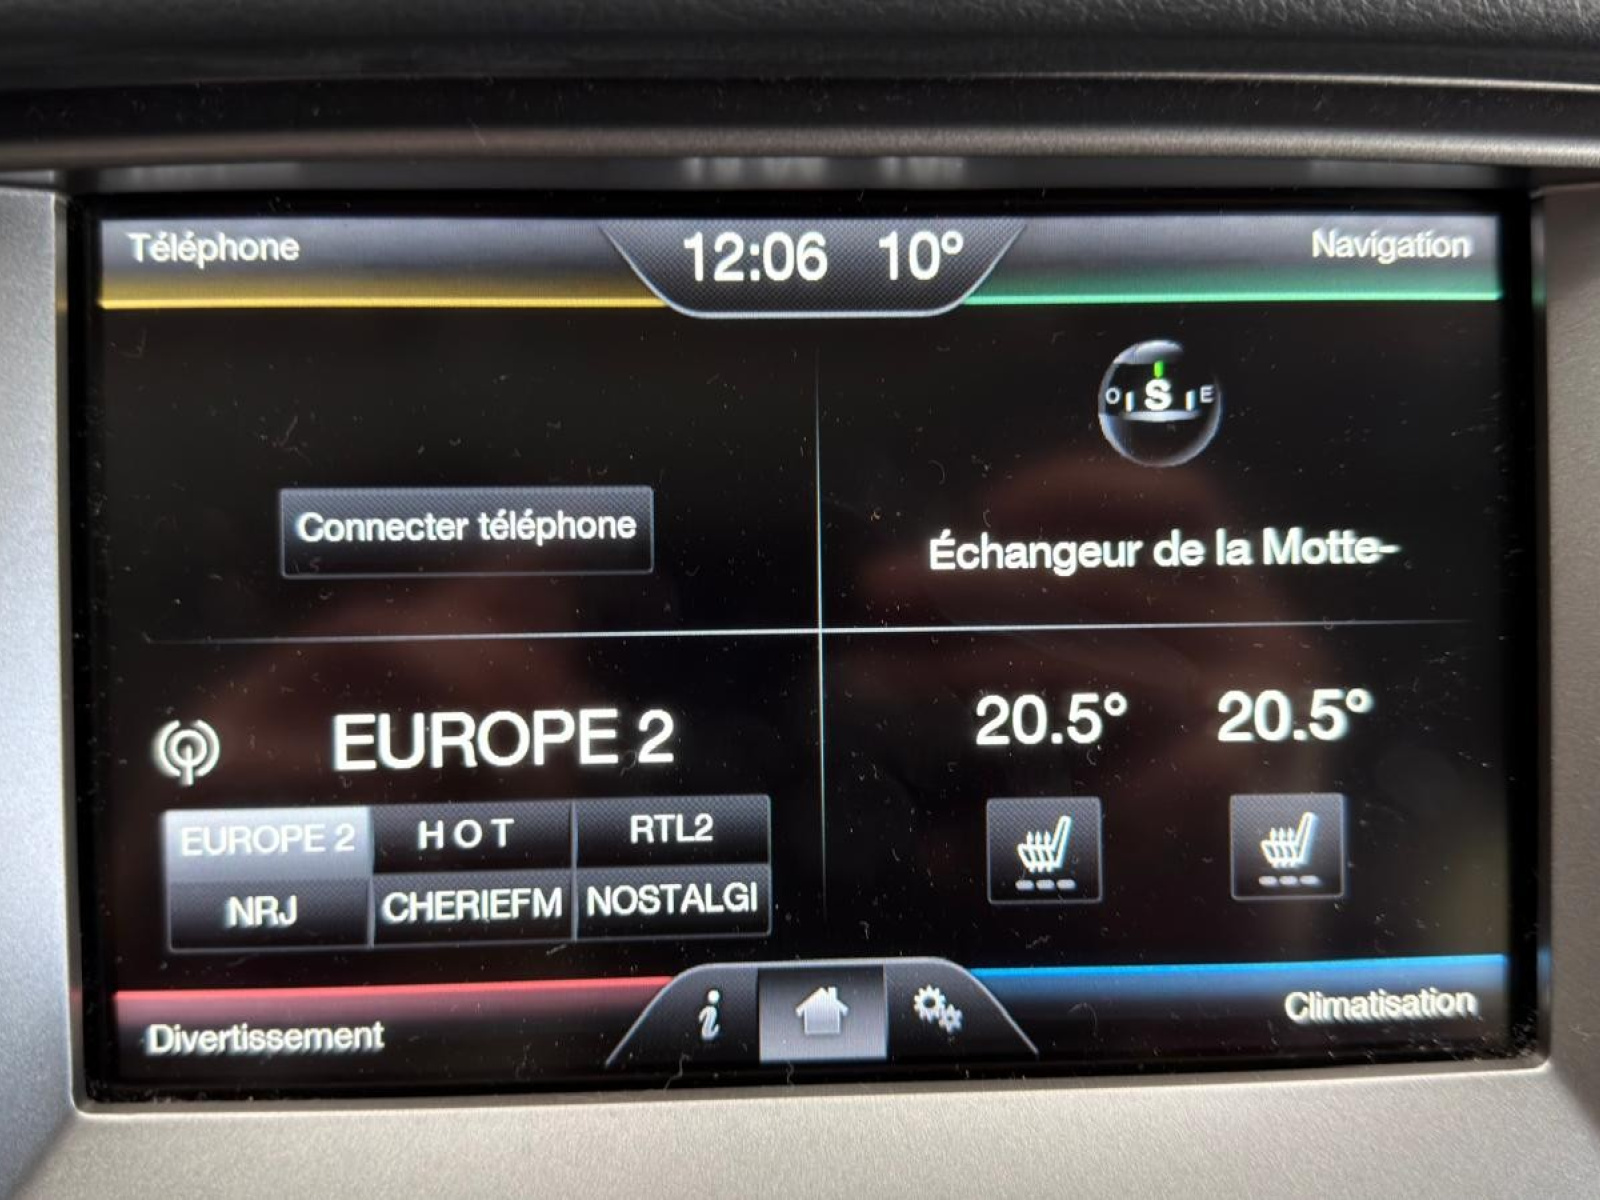 Téléphone
12:06 10°
Navigation
O S E
Connecter téléphone
Échangeur de la Motte-
EUROPE 2
20.5° 20.5°
EUROPE 2 HOT RTL2
NRJ CHERIEFM NOSTALGI
Divertissement
i
Climatisation